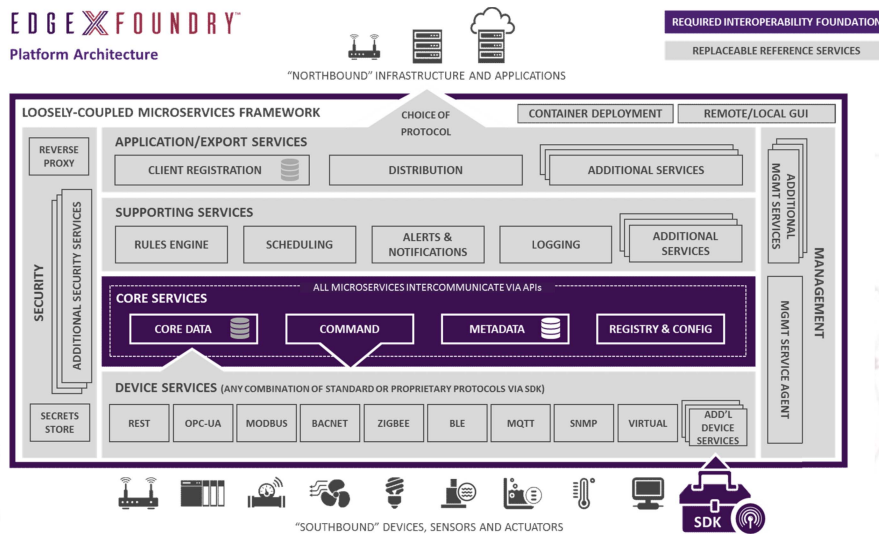 EDGE X FOUNDRY™
Platform Architecture
REQUIRED INTEROPERABILITY FOUNDATION
REPLACEABLE REFERENCE SERVICES
“NORTHBOUND” INFRASTRUCTURE AND APPLICATIONS
LOOSELY-COUPLED MICROSERVICES FRAMEWORK
CHOICE OF
PROTOCOL
CONTAINER DEPLOYMENT
REMOTE/LOCAL GUI
REVERSE
PROXY
SECURITY
ADDITIONAL SECURITY SERVICES
SECRETS
STORE
APPLICATION/EXPORT SERVICES
CLIENT REGISTRATION
DISTRIBUTION
ADDITIONAL SERVICES
SUPPORTING SERVICES
RULES ENGINE
SCHEDULING
ALERTS &
NOTIFICATIONS
LOGGING
ADDITIONAL
SERVICES
ALL MICROSERVICES INTERCOMMUNICATE VIA APIs
CORE SERVICES
CORE DATA
COMMAND
METADATA
REGISTRY & CONFIG
DEVICE SERVICES (ANY COMBINATION OF STANDARD OR PROPRIETARY PROTOCOLS VIA SDK)
REST
OPC-UA
MODBUS
BACNET
ZIGBEE
BLE
MQTT
SNMP
VIRTUAL
ADD'L
DEVICE
SERVICES
ADDITIONAL
MGMT SERVICES
MANAGEMENT
MGMT SERVICE AGENT
“SOUTHBOUND” DEVICES, SENSORS AND ACTUATORS
SDK